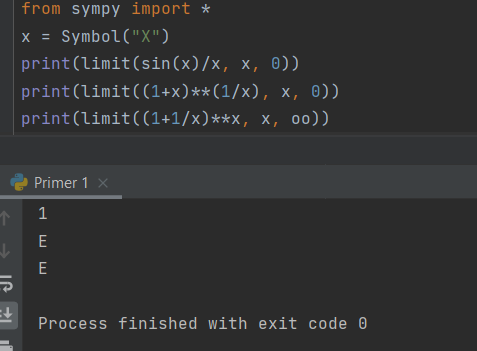 from sympy import *
x = Symbol("X")
print(limit(sin(x)/x, x, 0))
print(limit((1+x)**(1/x), x, 0))
print(limit((1+1/x)**x, x, oo))
Primer 1 ×
1
E
E
Process finished with exit code 0